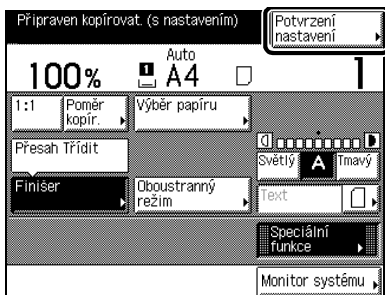 Připraven kopírovat. (s nastavením)
Potvrzení
nastavení
100%
1
Auto
A4
1
1:1
Poměr
kopír.
Výběr papíru
Přesah Třídit
Světlý
A
Tmavý
Finišer
Oboustranný
režim
Text
Speciální
funkce
Monitor systému